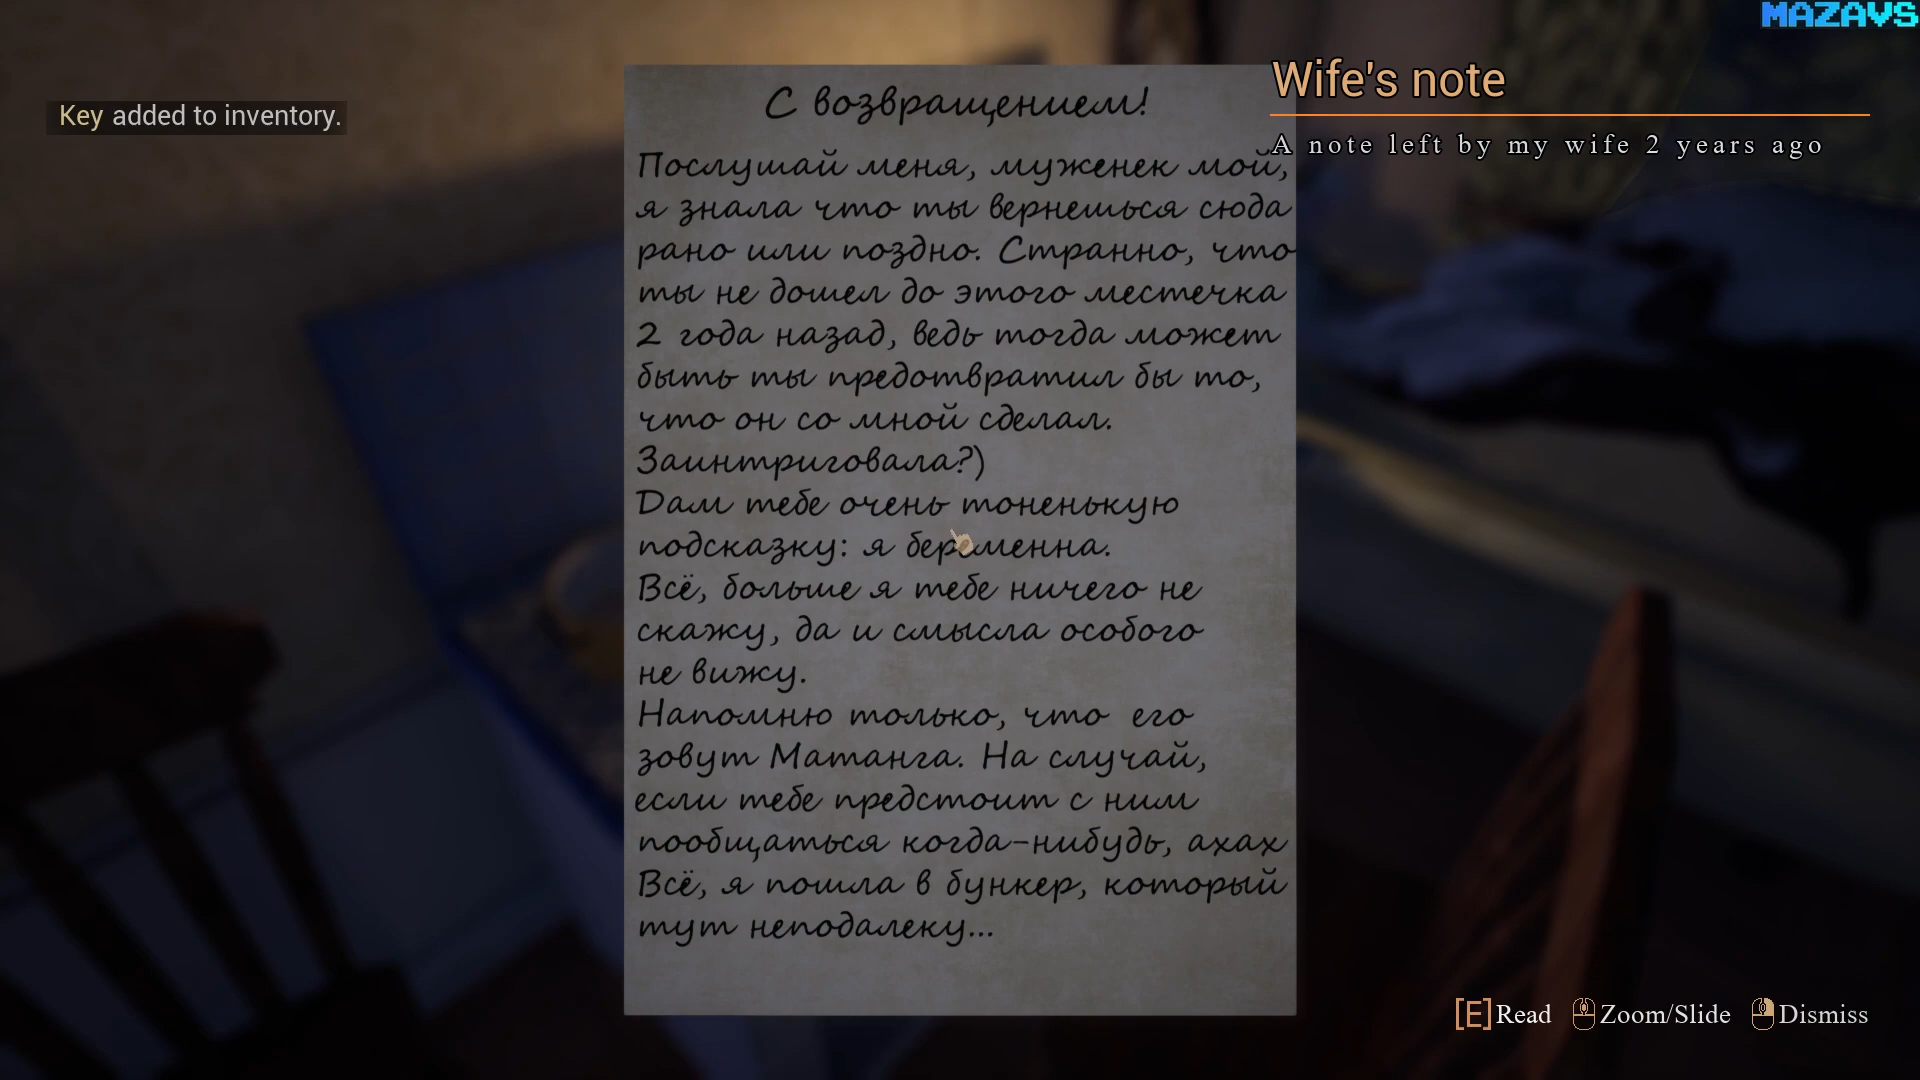 MAZAVS
Key added to inventory.
Wife's note
A note left by my wife 2 years ago
С возвращением!
Послушай меня, муженек мой,
я знала что ты вернешься сюда
рано или поздно. Странно, что
ты не дошел до этого местечка
2 года назад, ведь тогда может
быть ты предотвратил бы то,
что он со мной сделал.
Заинтриговала?)
Дам тебе очень тоненькую
подсказку: я беременна.
Всё, больше я тебе ничего не
скажу, да и смысла особого
не вижу.
Напомню только, что его
зовут Матанга. На случай,
если тебе предстоит с ним
пообщаться когда-нибудь, ахах
Всё, я пошла в бункер, который
тут неподалеку...
[E] Read Zoom/Slide Dismiss